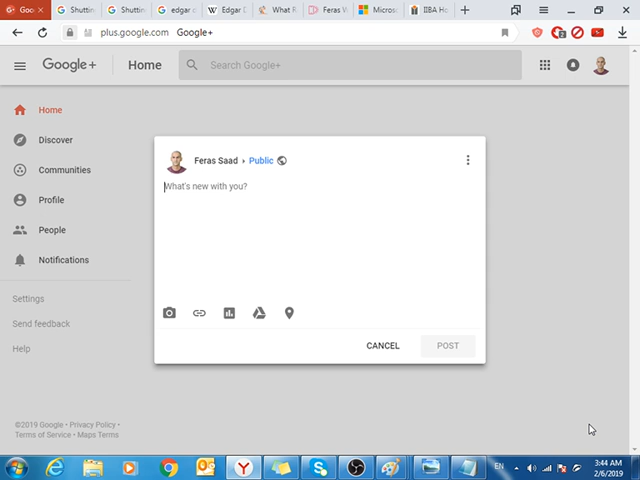 Goo
Shuttin
Shuttin
edgar.c
Edgar D
What R
Feras W
Micros
IIBA Ho
plus.google.com Google+
Google+ Home Search Google+
Home
Discover
Communities
Profile
People
Notifications
Settings
Send feedback
Help
Feras Saad › Public
What's new with you?
CANCEL POST
©2019 Google • Privacy Policy •
Terms of Service • Maps Terms
EN
3:44 AM
2/6/2019